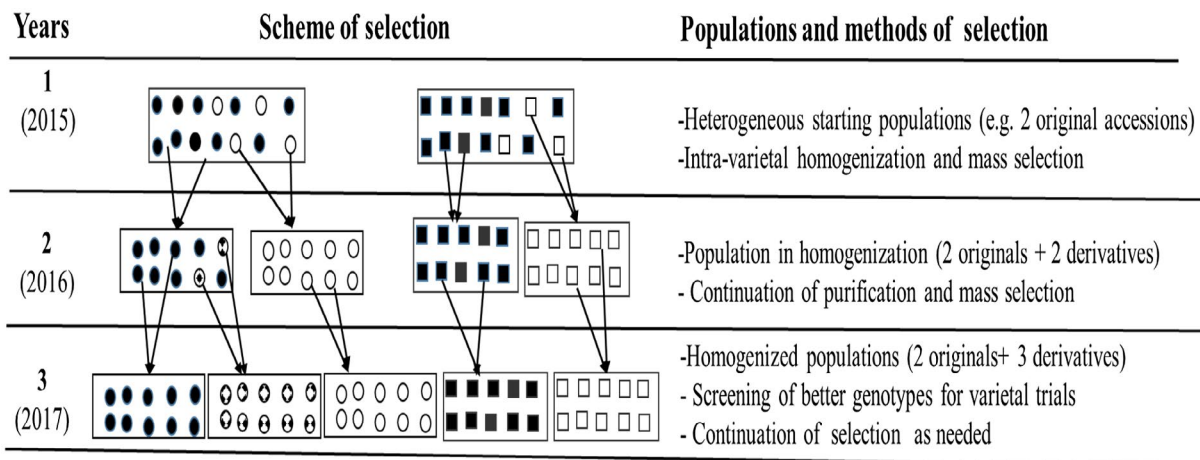 Years Scheme of selection Populations and methods of selection
1
(2015)
-Heterogeneous starting populations (e.g. 2 original accessions)
-Intra-varietal homogenization and mass selection
2
(2016)
-Population in homogenization (2 originals + 2 derivatives)
- Continuation of purification and mass selection
3
(2017)
-Homogenized populations (2 originals+ 3 derivatives)
- Screening of better genotypes for varietal trials
- Continuation of selection as needed